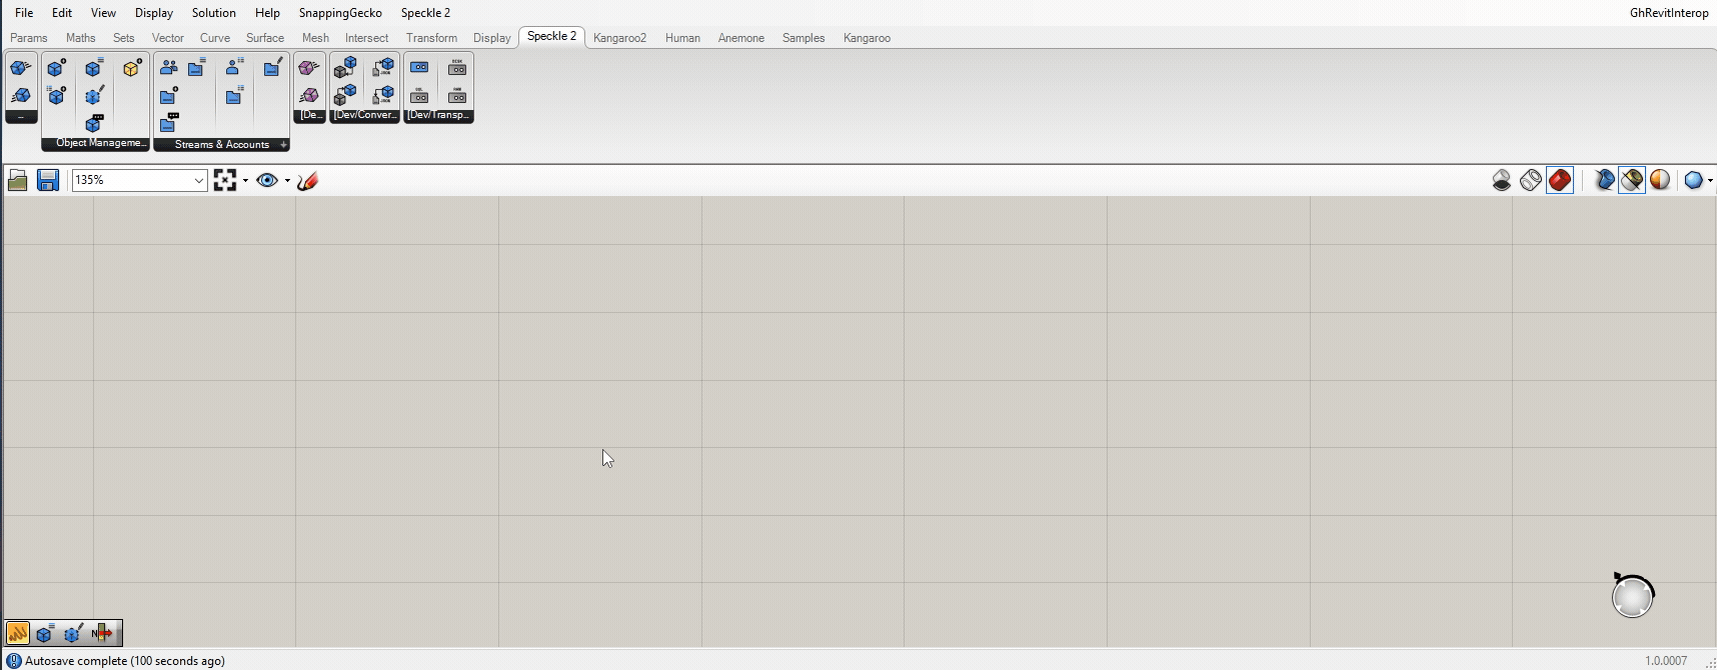 File Edit View Display Solution Help SnappingGecko Speckle 2 GhRevitInterop
Params Maths Sets Vector Curve Surface Mesh Intersect Transform Display Speckle 2 Kangaroo2 Human Anemone Samples Kangaroo
... [De... [Dev/Conver... [Dev/Transp...
Object Manageme... Streams & Accounts +
135%
Autosave complete (100 seconds ago) 1.0.0007